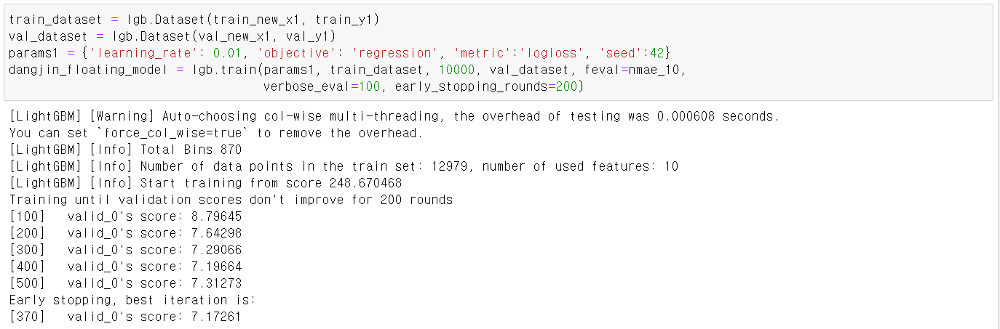 train_dataset = lgb.Dataset(train_new_x1, train_y1)
val_dataset = lgb.Dataset(val_new_x1, val_y1)
params1 = {'learning_rate': 0.01, 'objective': 'regression', 'metric':'logloss', 'seed':42}
dangjin_floating_model = lgb.train(params1, train_dataset, 10000, val_dataset, feval=nmae_10,
verbose_eval=100, early_stopping_rounds=200)
[LightGBM] [Warning] Auto-choosing col-wise multi-threading, the overhead of testing was 0.000608 seconds.
You can set `force_col_wise=true` to remove the overhead.
[LightGBM] [Info] Total Bins 870
[LightGBM] [Info] Number of data points in the train set: 12979, number of used features: 10
[LightGBM] [Info] Start training from score 248.670468
Training until validation scores don't improve for 200 rounds
[100]	valid_0's score: 8.79645
[200]	valid_0's score: 7.64298
[300]	valid_0's score: 7.29066
[400]	valid_0's score: 7.19664
[500]	valid_0's score: 7.31273
Early stopping, best iteration is:
[370]	valid_0's score: 7.17261